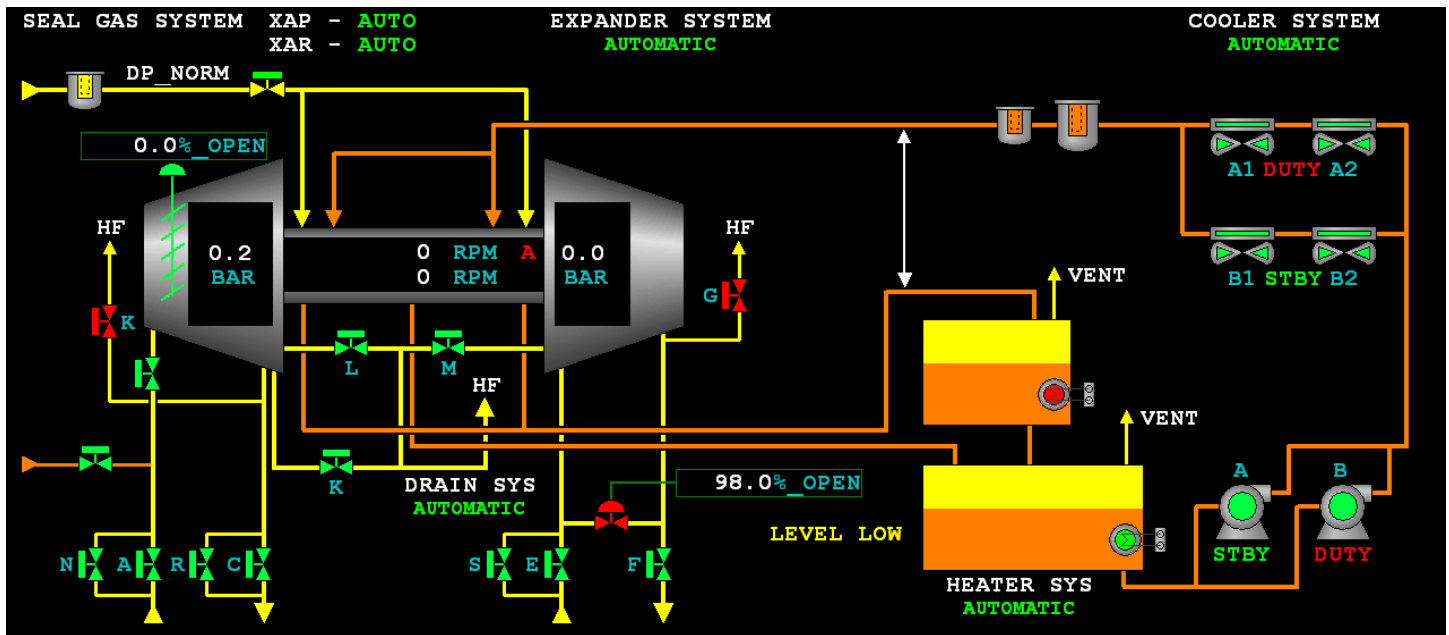 SEAL GAS SYSTEM XAP - AUTO
XAR - AUTO
EXPANDER SYSTEM
AUTOMATIC
COOLER SYSTEM
AUTOMATIC
DP_NORM
0.0%_OPEN
A1 DUTY A2
HF
HF
0.2
BAR
0 RPM A
0 RPM
0.0
BAR
B1 STBY B2
VENT
G
K
L
M
HF
VENT
K
DRAIN SYS
AUTOMATIC
98.0%_OPEN
A
B
LEVEL LOW
STBY
DUTY
N
A
R
C
S
E
F
HEATER SYS
AUTOMATIC